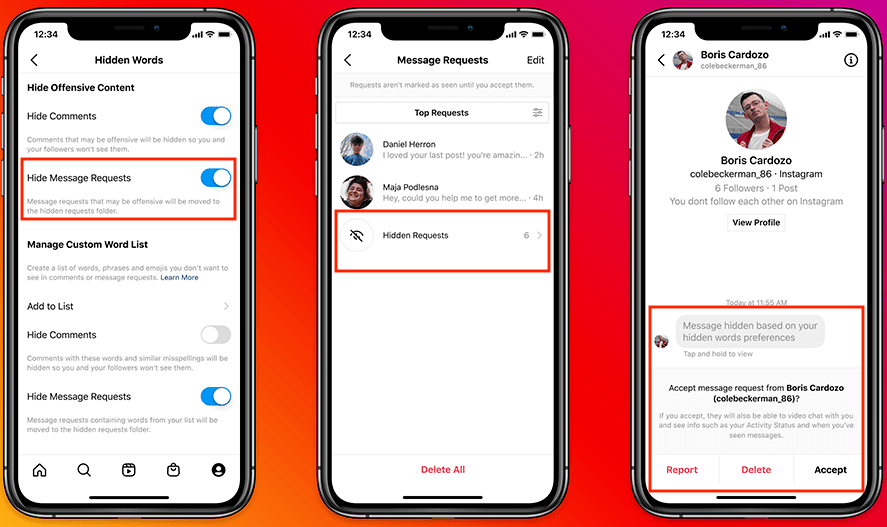 12:34
Hidden Words
Hide Offensive Content
Hide Comments
Comments that may be offensive will be hidden so you and
your followers won't see them.
Hide Message Requests
Message requests that may be offensive will be moved to
the hidden requests folder.
Manage Custom Word List
Create a list of words, phrases and emojis you don't want to
see in comments or message requests. Learn More
Add to List
Hide Comments
Comments with these words and similar misspellings will be
hidden so you and your followers won't see them.
Hide Message Requests
Message requests containing words from your list will be
moved to the hidden requests folder.
12:34
Message Requests
Edit
Requests aren't marked as seen until you accept them.
Top Requests
Daniel Herron
I loved your last post! you're amazin... · 2h
Maja Podlesna
Hey, could you help me to get more... · 4h
Hidden Requests 6
Delete All
12:34
Boris Cardozo
colebeckerman_86
Boris Cardozo
colebeckerman_86 · Instagram
6 Followers · 1 Post
You dont follow each other on Instagram
View Profile
Today at 11:55 AM
Message hidden based on your
hidden words preferences
Tap and hold to view
Accept message request from Boris Cardozo
(colebeckerman_86)?
If you accept, they will also be able to video chat with you
and see info such as your Activity Status and when you've
seen messages.
Report Delete Accept